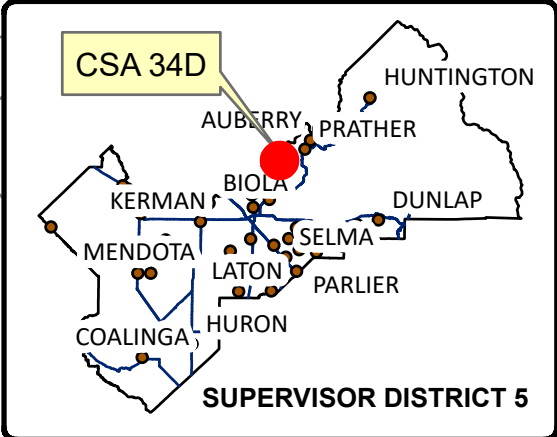 CSA 34D
HUNTINGTON
AUBERRY
PRATHER
BIOLA
KERMAN
DUNLAP
SELMA
MENDOTA
LATON
PARLIER
HURON
COALINGA
SUPERVISOR DISTRICT 5